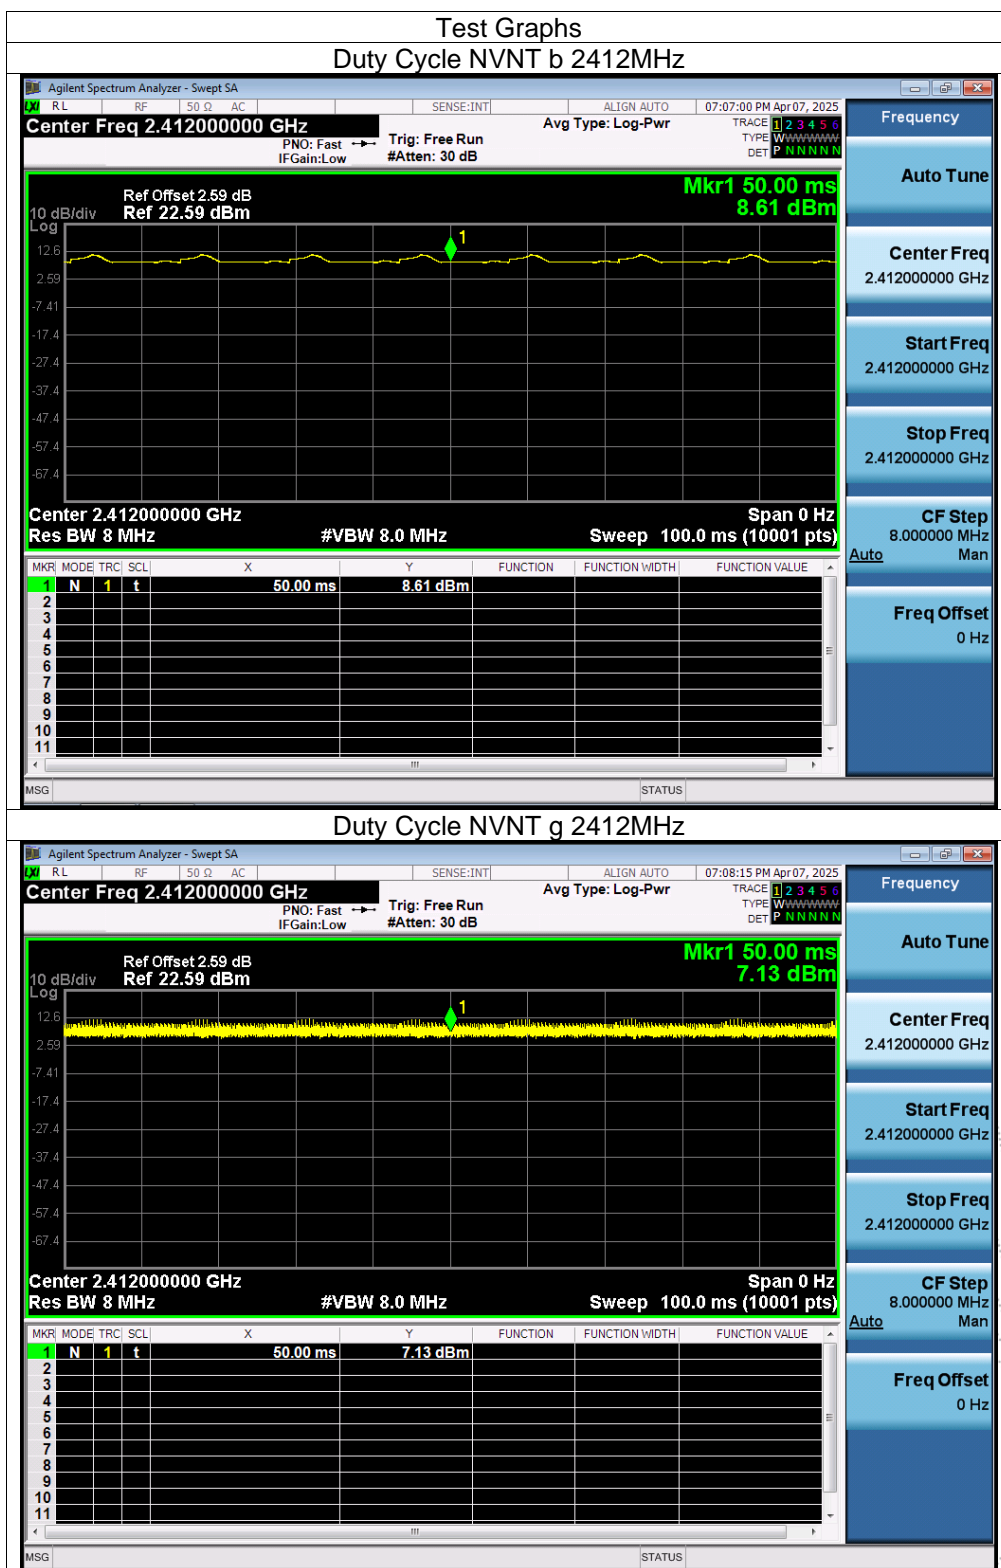 Test Graphs
Duty Cycle NVNT b 2412MHz
Agilent Spectrum Analyzer - Swept SA
LXI RL RF 50 Ω AC SENSE:INT ALIGN AUTO 07:07:00 PM Apr 07, 2025
Center Freq 2.412000000 GHz
PNO: Fast
IFGain:Low
Trig: Free Run
#Atten: 30 dB
Avg Type: Log-Pwr
TRACE 1 2 3 4 5 6
TYPE WWWWWW
DET P N N N N N
Frequency
Mkr1 50.00 ms
8.61 dBm
Ref Offset 2.59 dB
10 dB/div Ref 22.59 dBm
Log
1
12.6
2.59
-7.41
-17.4
-27.4
-37.4
-47.4
-57.4
-67.4
Center 2.412000000 GHz Span 0 Hz
Res BW 8 MHz #VBW 8.0 MHz Sweep 100.0 ms (10001 pts)
MKR MODE TRC SCL X Y FUNCTION FUNCTION WIDTH FUNCTION VALUE
1 N 1 t 50.00 ms 8.61 dBm
2
3
4
5
6
7
8
9
10
11
MSG STATUS
Auto Tune
Center Freq
2.412000000 GHz
Start Freq
2.412000000 GHz
Stop Freq
2.412000000 GHz
CF Step
8.000000 MHz
Auto Man
Freq Offset
0 Hz
Duty Cycle NVNT g 2412MHz
Agilent Spectrum Analyzer - Swept SA
LXI RL RF 50 Ω AC SENSE:INT ALIGN AUTO 07:08:15 PM Apr 07, 2025
Center Freq 2.412000000 GHz
PNO: Fast
IFGain:Low
Trig: Free Run
#Atten: 30 dB
Avg Type: Log-Pwr
TRACE 1 2 3 4 5 6
TYPE WWWWWW
DET P N N N N N
Frequency
Mkr1 50.00 ms
7.13 dBm
Ref Offset 2.59 dB
10 dB/div Ref 22.59 dBm
Log
1
12.6
2.59
-7.41
-17.4
-27.4
-37.4
-47.4
-57.4
-67.4
Center 2.412000000 GHz Span 0 Hz
Res BW 8 MHz #VBW 8.0 MHz Sweep 100.0 ms (10001 pts)
MKR MODE TRC SCL X Y FUNCTION FUNCTION WIDTH FUNCTION VALUE
1 N 1 t 50.00 ms 7.13 dBm
2
3
4
5
6
7
8
9
10
11
MSG STATUS
Auto Tune
Center Freq
2.412000000 GHz
Start Freq
2.412000000 GHz
Stop Freq
2.412000000 GHz
CF Step
8.000000 MHz
Auto Man
Freq Offset
0 Hz